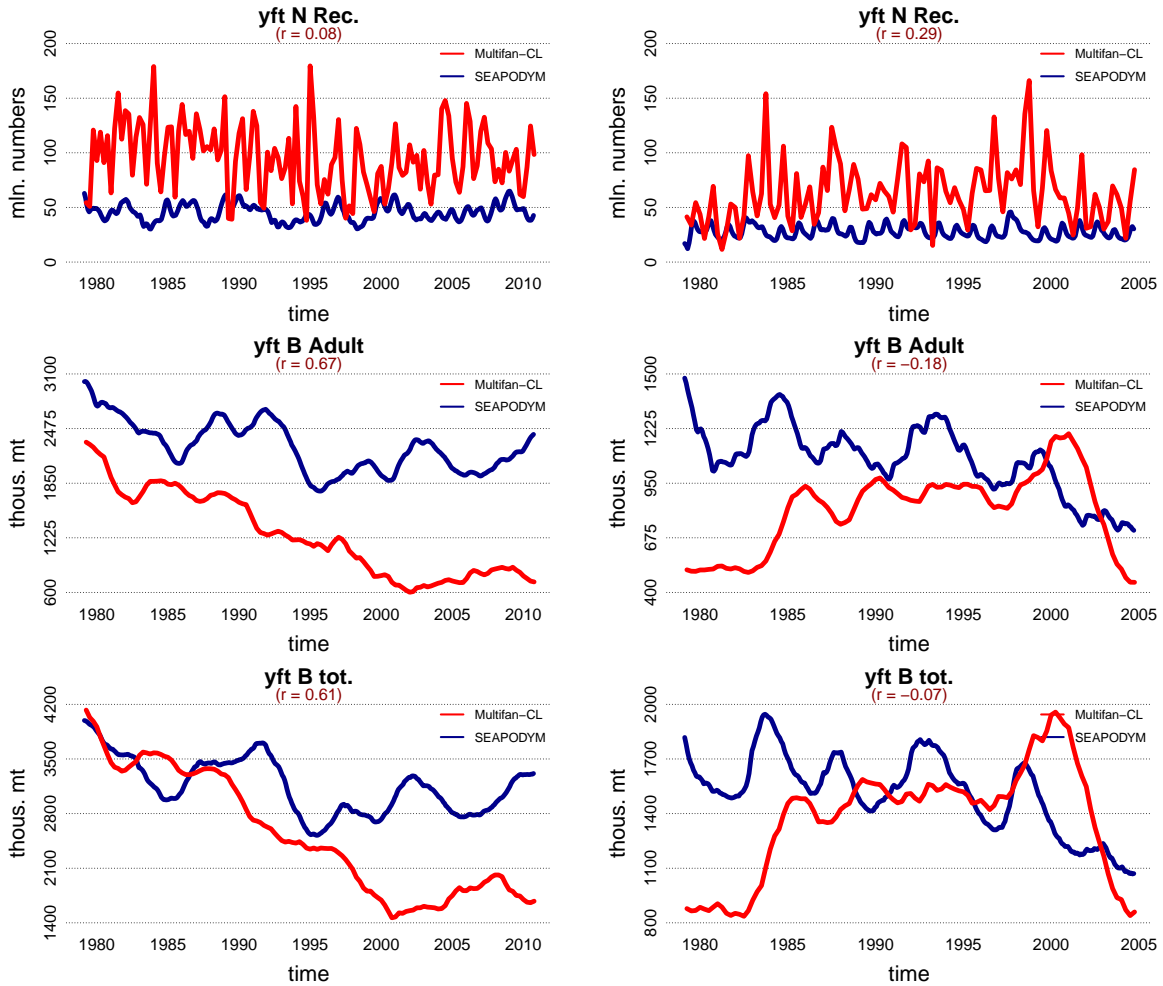 yft N Rec.
(r = 0.08)
200
150
100
50
0
mln. numbers
Multifan−CL
SEAPODYM
1980 1985 1990 1995 2000 2005 2010
time
yft N Rec.
(r = 0.29)
200
150
100
50
0
mln. numbers
Multifan−CL
SEAPODYM
1980 1985 1990 1995 2000 2005
time
yft B Adult
(r = 0.67)
3100
2475
1850
1225
600
thous. mt
Multifan−CL
SEAPODYM
1980 1985 1990 1995 2000 2005 2010
time
yft B Adult
(r = −0.18)
1500
1225
950
675
400
thous. mt
Multifan−CL
SEAPODYM
1980 1985 1990 1995 2000 2005
time
yft B tot.
(r = 0.61)
4200
3500
2800
2100
1400
thous. mt
Multifan−CL
SEAPODYM
1980 1985 1990 1995 2000 2005 2010
time
yft B tot.
(r = −0.07)
2000
1700
1400
1100
800
thous. mt
Multifan−CL
SEAPODYM
1980 1985 1990 1995 2000 2005
time